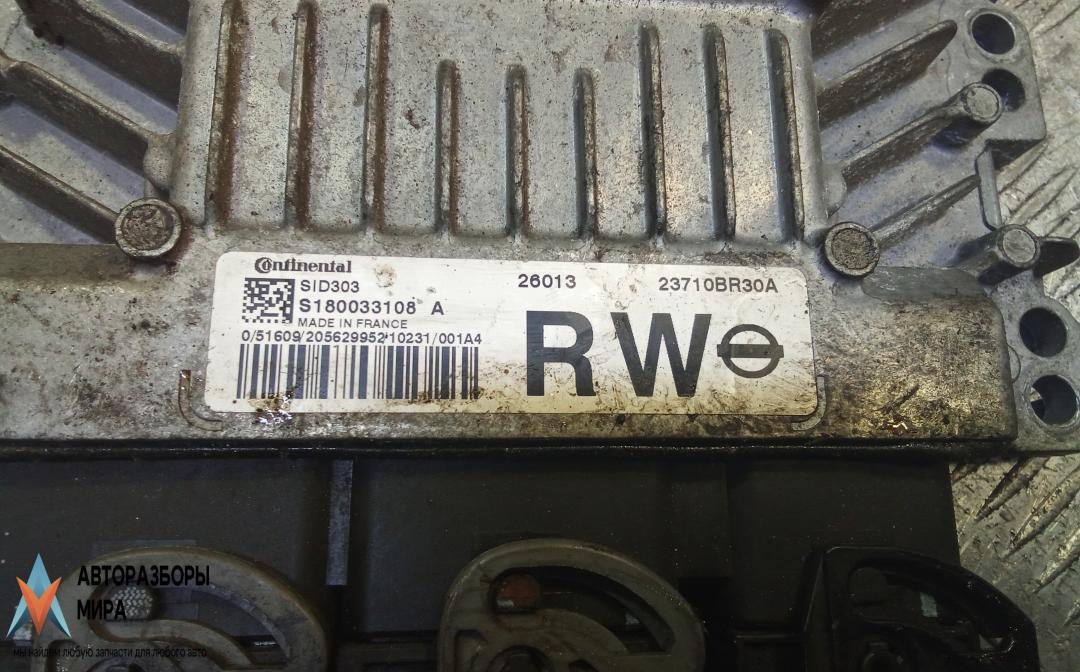 Continental
SID303
S180033108 A
MADE IN FRANCE
0/51609/205629952*10231/001A4
26013 23710BR30A
RW
АВТОРАЗБОРЫ
МИРА
мы найдем любую запчасти для любого авто